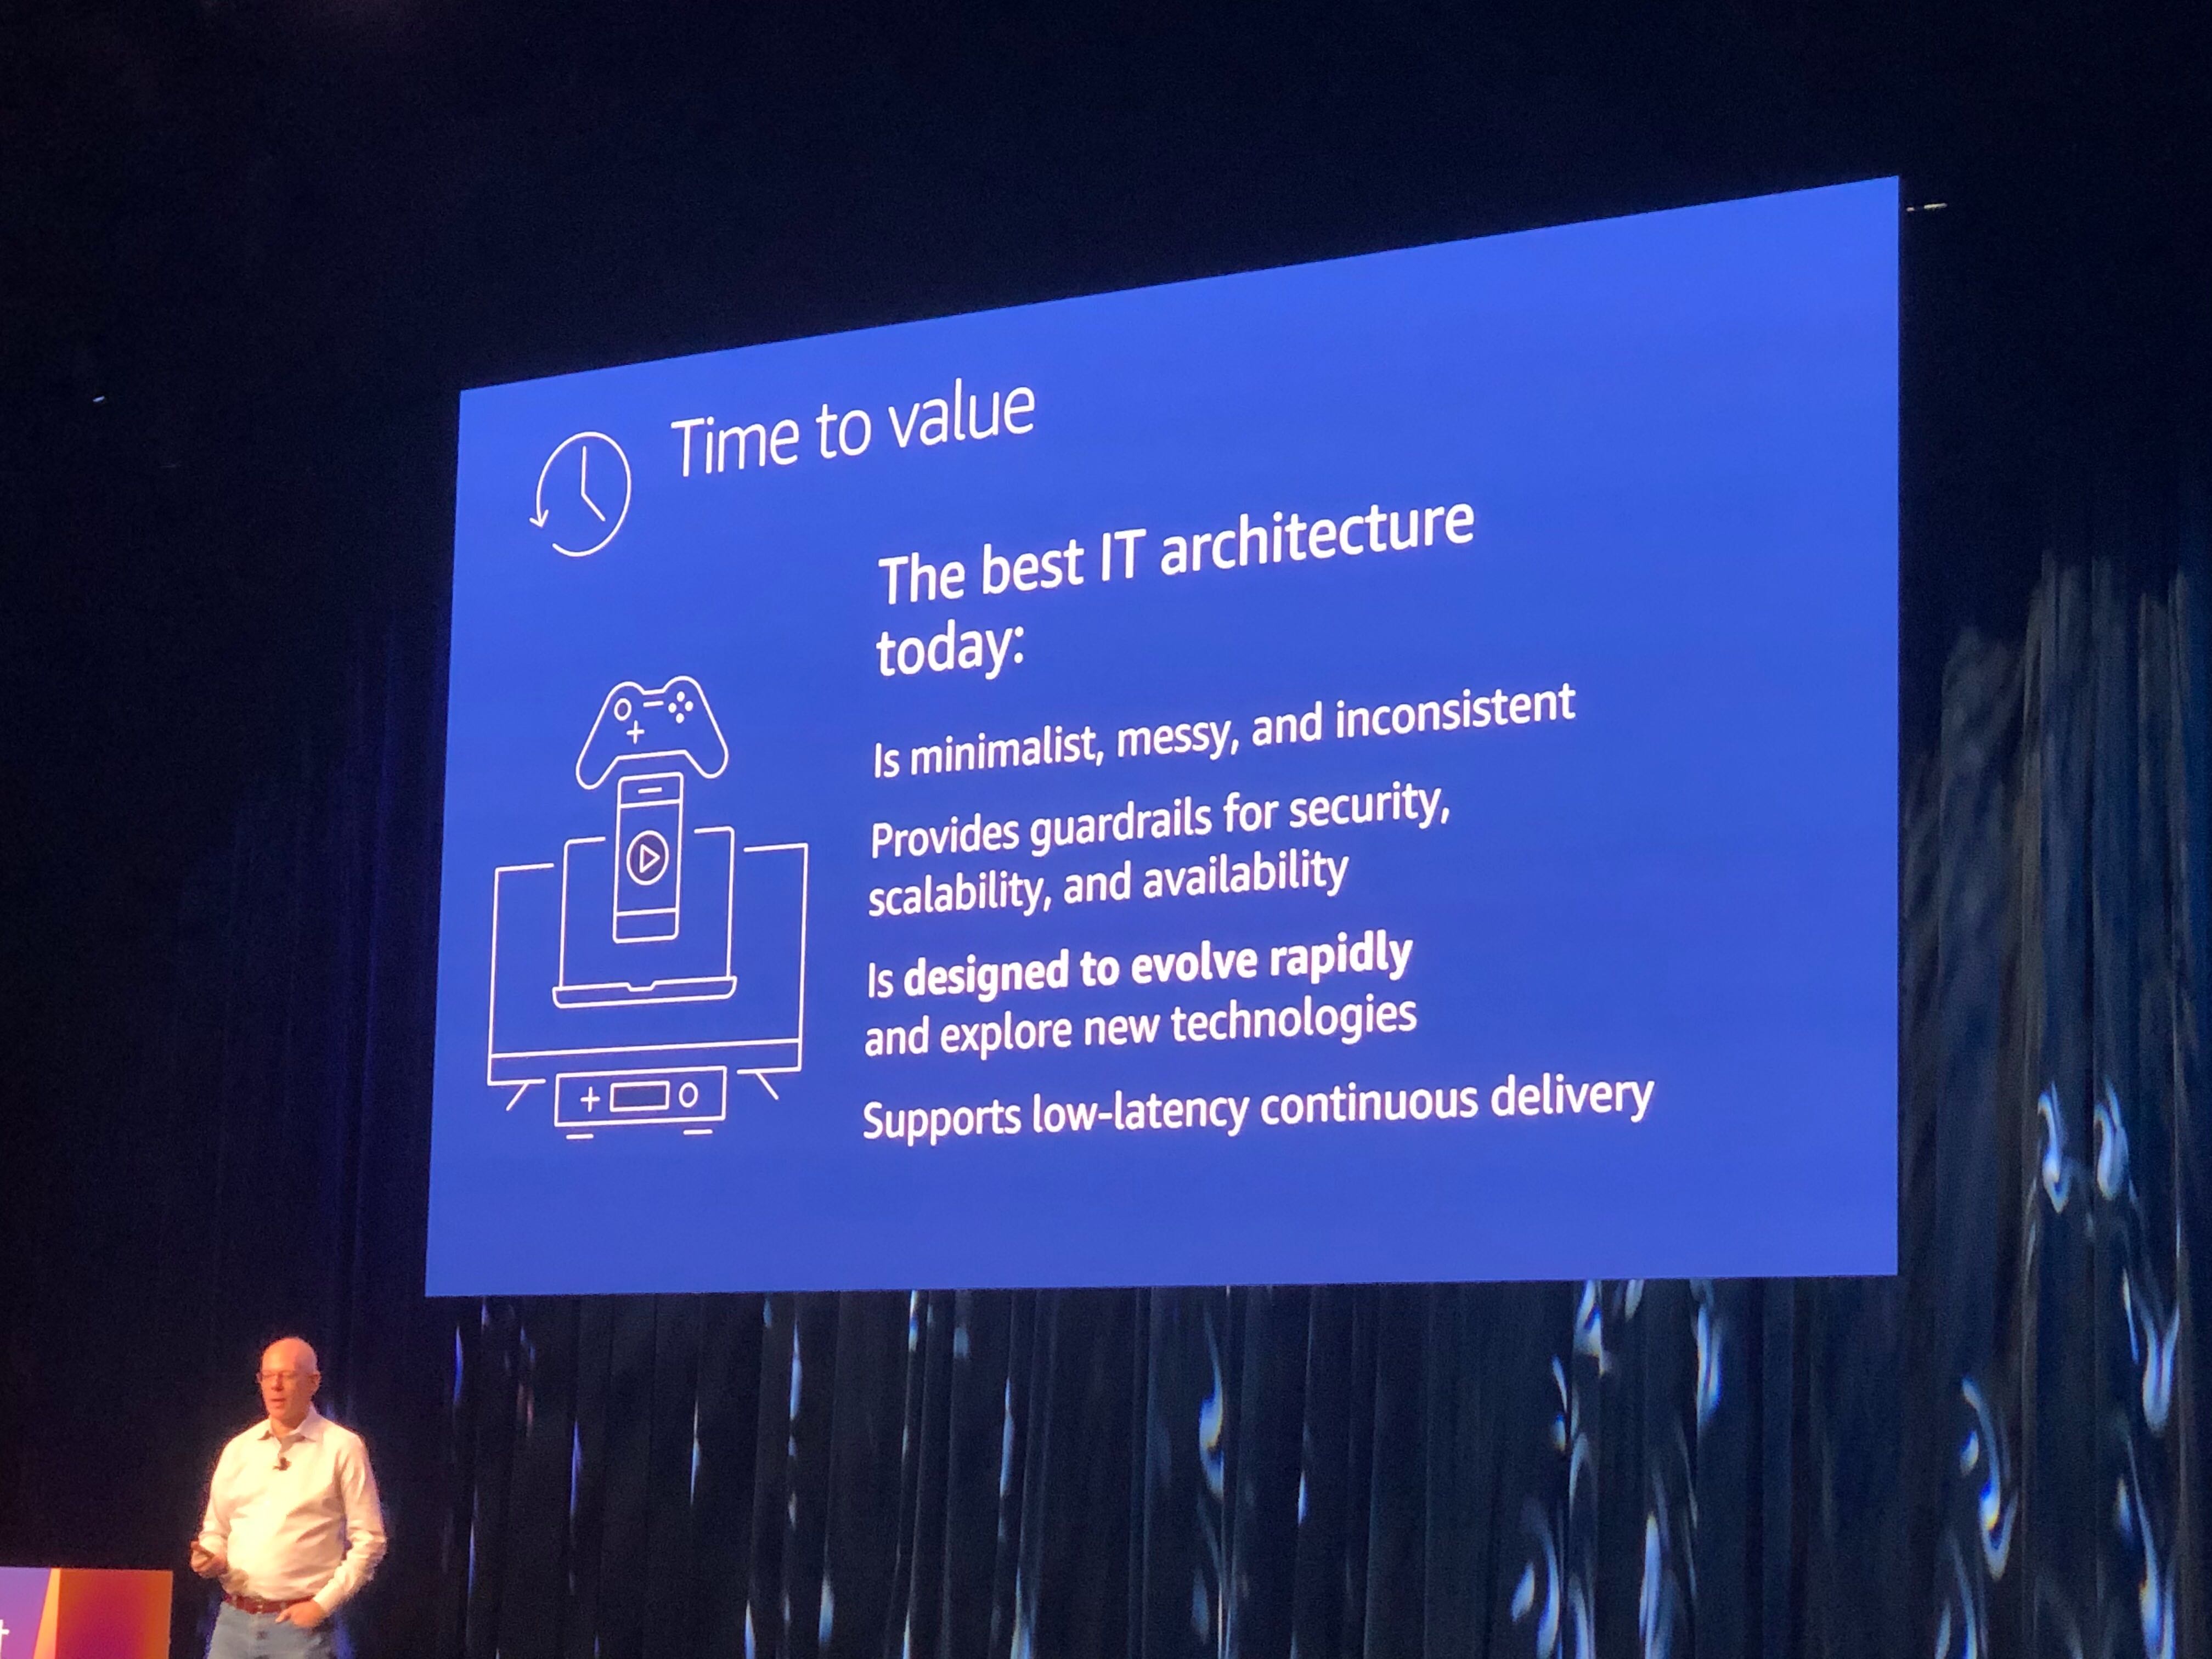 Time to value
The best IT architecture
today:
Is minimalist, messy, and inconsistent
Provides guardrails for security,
scalability, and availability
Is designed to evolve rapidly
and explore new technologies
Supports low-latency continuous delivery
t